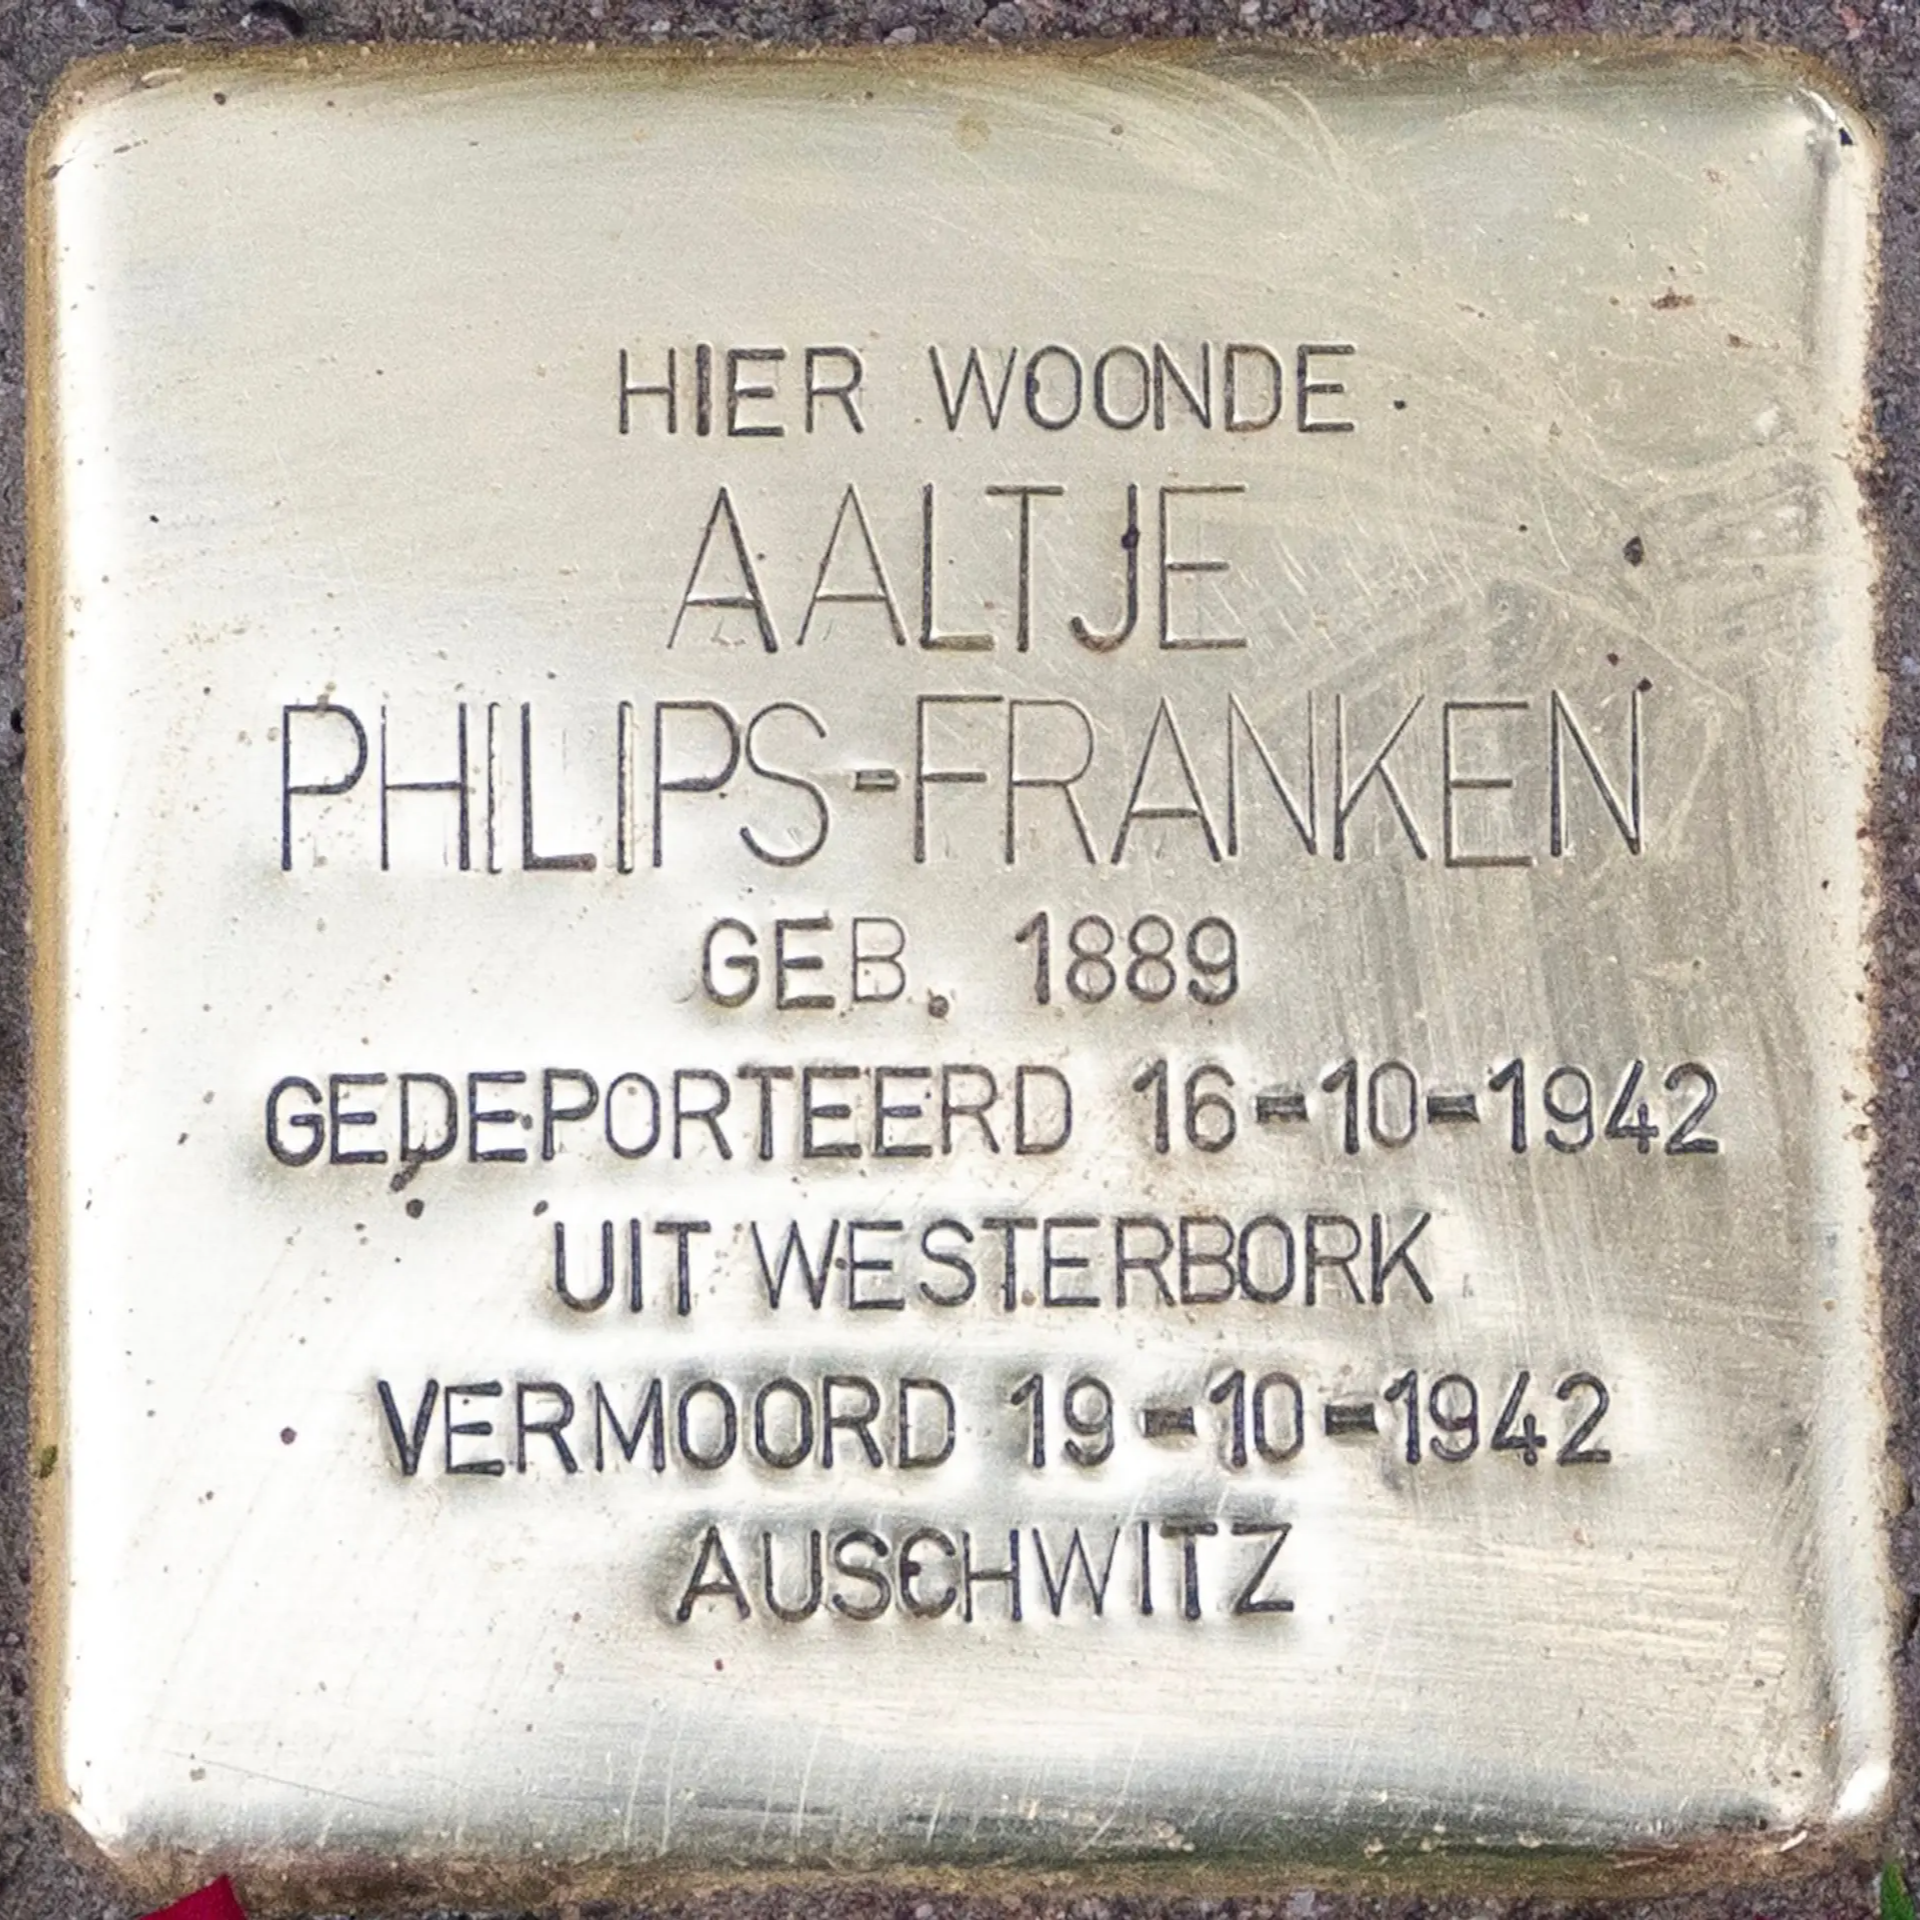 HIER WOONDE
AALTJE
PHILIPS-FRANKEN
GEB. 1889
GEDEPORTEERD 16-10-1942
UIT WESTERBORK
VERMOORD 19-10-1942
AUSCHWITZ